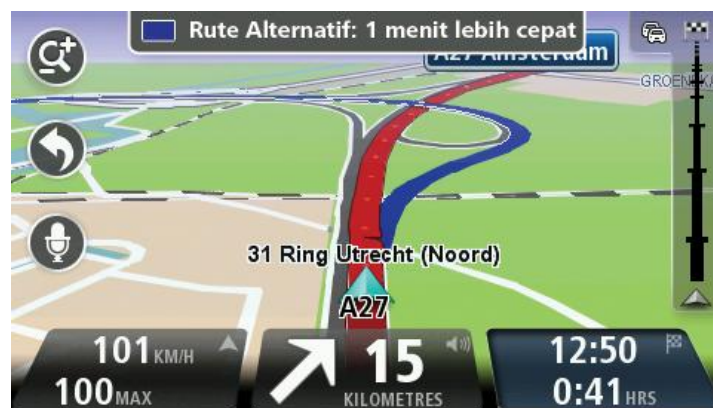 Rute Alternatif: 1 menit lebih cepat
A27 Amsterdam
GROENEKA
31 Ring Utrecht (Noord)
A27
101 KM/H
100 MAX
15
KILOMETRES
12:50
0:41 HRS